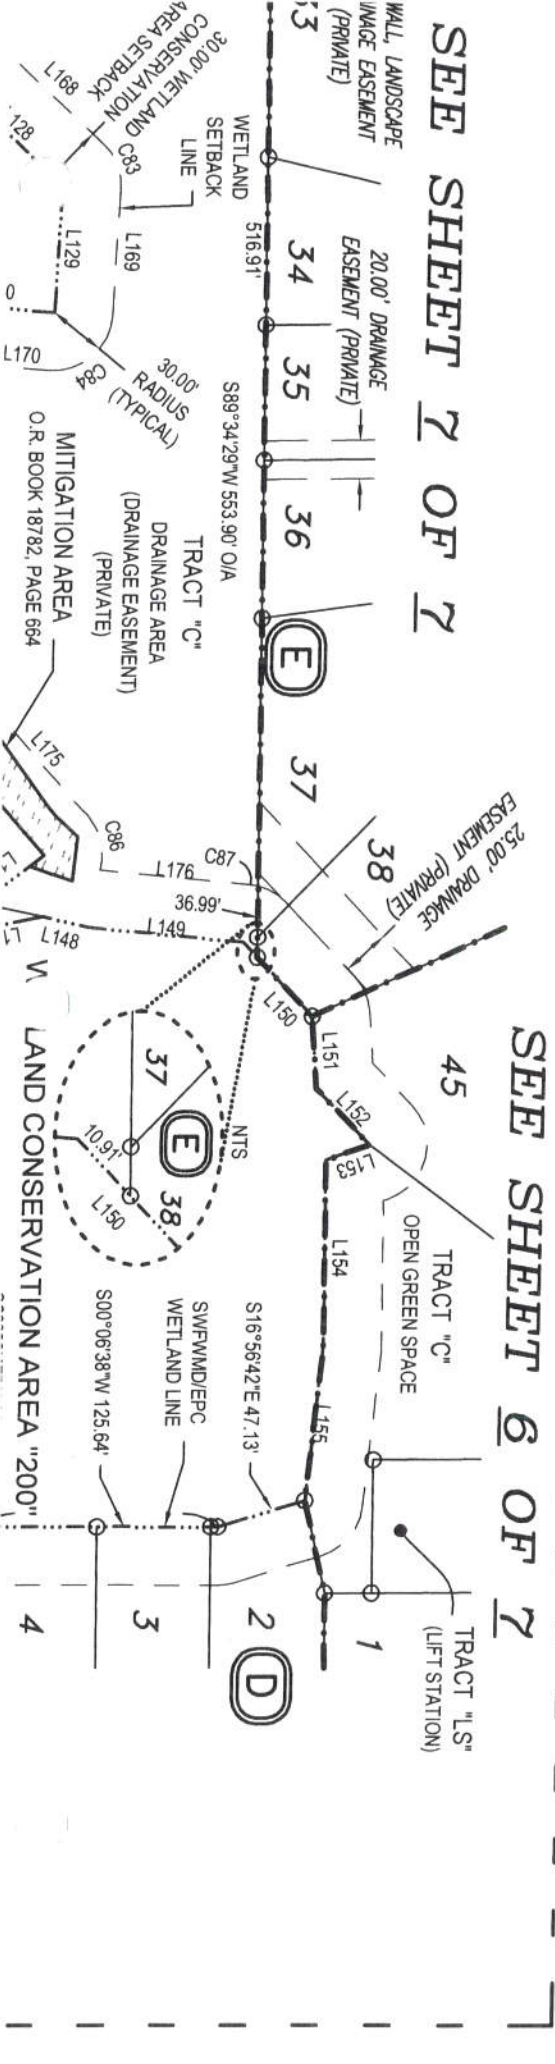 SEE SHEET 7 OF 7
SEE SHEET 6 OF 7
WALL, LANDSCAPE
INAGE EASEMENT
(PRIVATE)
33
34
35
36
37
38
45
20.00' DRAINAGE
EASEMENT (PRIVATE)
25.00' DRAINAGE
EASEMENT (PRIVATE)
30.00' WETLAND
CONSERVATION
AREA SETBACK
L168
C83
128
L129
L169
WETLAND
SETBACK
LINE
516.91'
0
L170
C84
30.00'
RADIUS
(TYPICAL)
S89°34'29"W 553.90' O/A
E
TRACT "C"
DRAINAGE AREA
(DRAINAGE EASEMENT)
(PRIVATE)
MITIGATION AREA
O.R. BOOK 18782, PAGE 664
L175
C86
L176
C87
36.99'
L148
L149
L150
L151
L152
L153
L154
L155
NTS
37
E
38
10.91'
L150
TRACT "C"
OPEN GREEN SPACE
S16°56'42"E 47.13'
SWFWMD/EPC
WETLAND LINE
S00°06'38"W 125.64'
LAND CONSERVATION AREA "200"
TRACT "LS"
(LIFT STATION)
1
2
D
3
4